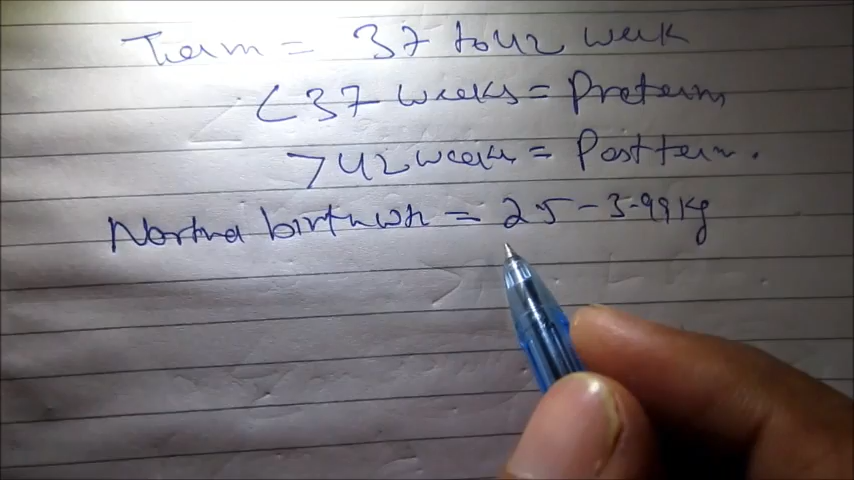 Term = 37 to 42 week
< 37 weeks = Preterm
> 42 weeks = Post term.
Normal birth wt = 2.5 - 3.99 kg